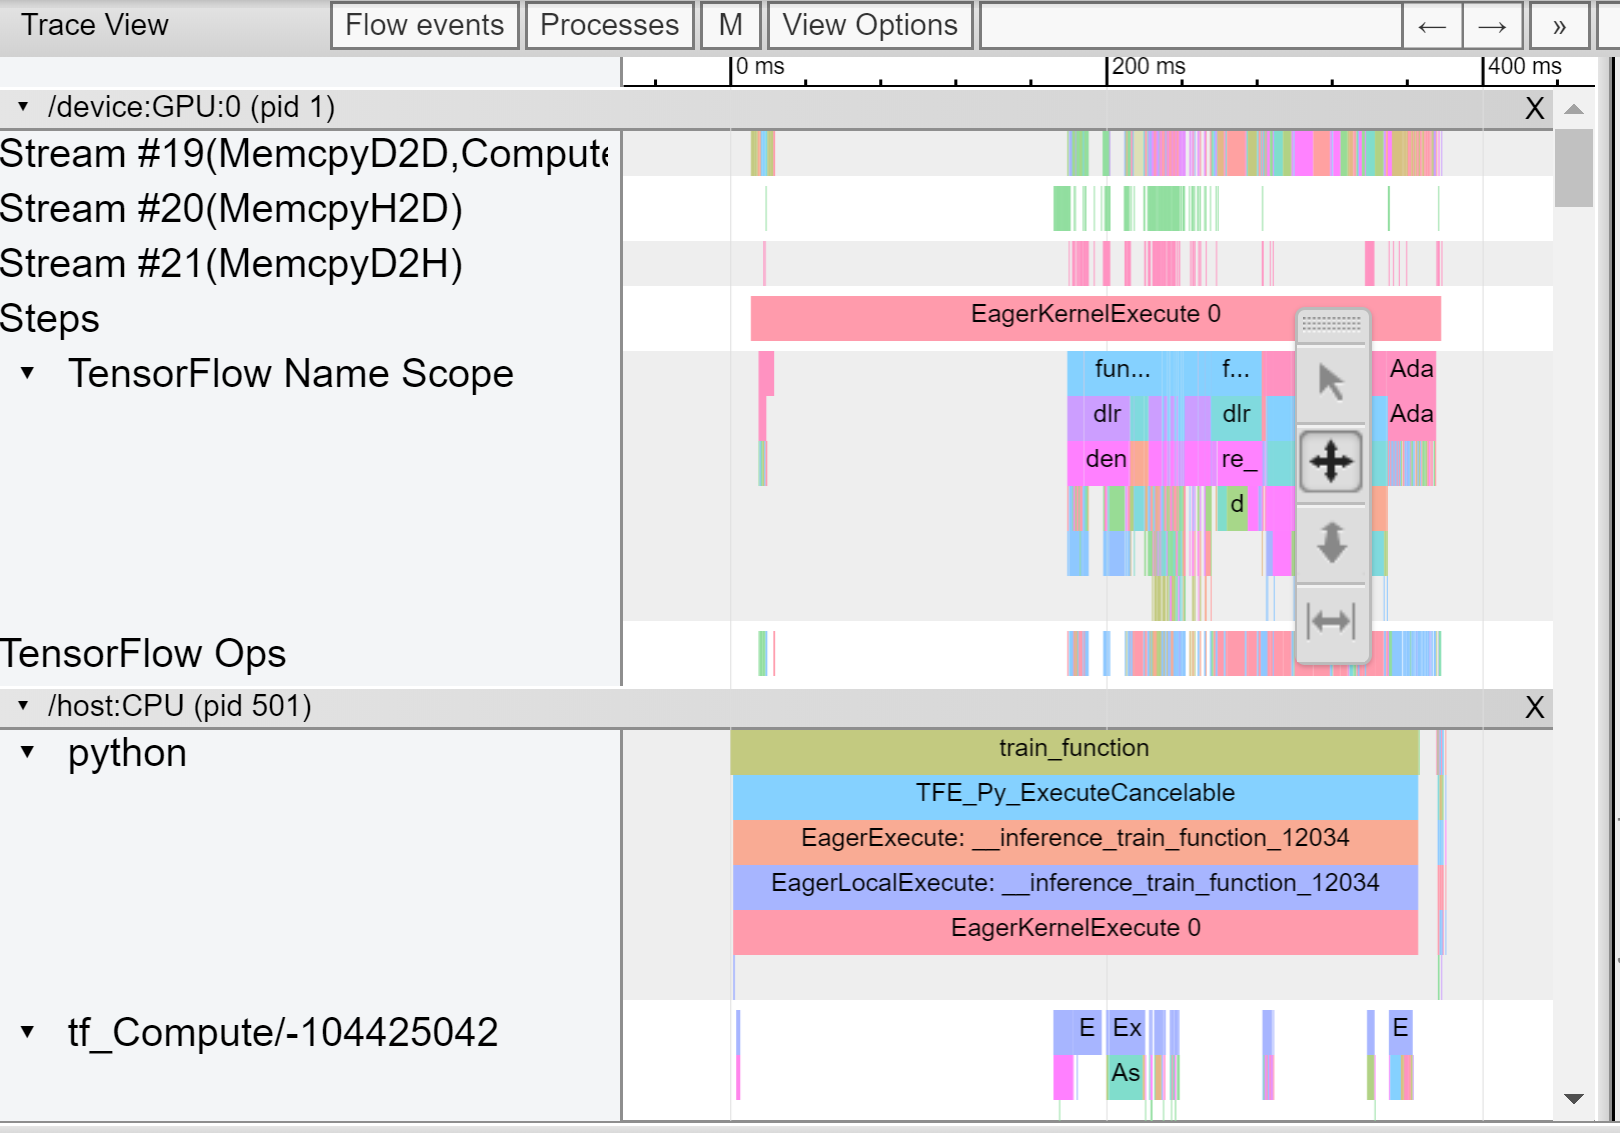 Trace View Flow events Processes M View Options ← → »
0 ms 200 ms 400 ms
/device:GPU:0 (pid 1) X
Stream #19(MemcpyD2D,Compute
Stream #20(MemcpyH2D)
Stream #21(MemcpyD2H)
Steps EagerKernelExecute 0
TensorFlow Name Scope fun... f... Ada
dlr dlr Ada
den re_
d
TensorFlow Ops
/host:CPU (pid 501) X
python train_function
TFE_Py_ExecuteCancelable
EagerExecute: __inference_train_function_12034
EagerLocalExecute: __inference_train_function_12034
EagerKernelExecute 0
tf_Compute/-104425042 E Ex E
As